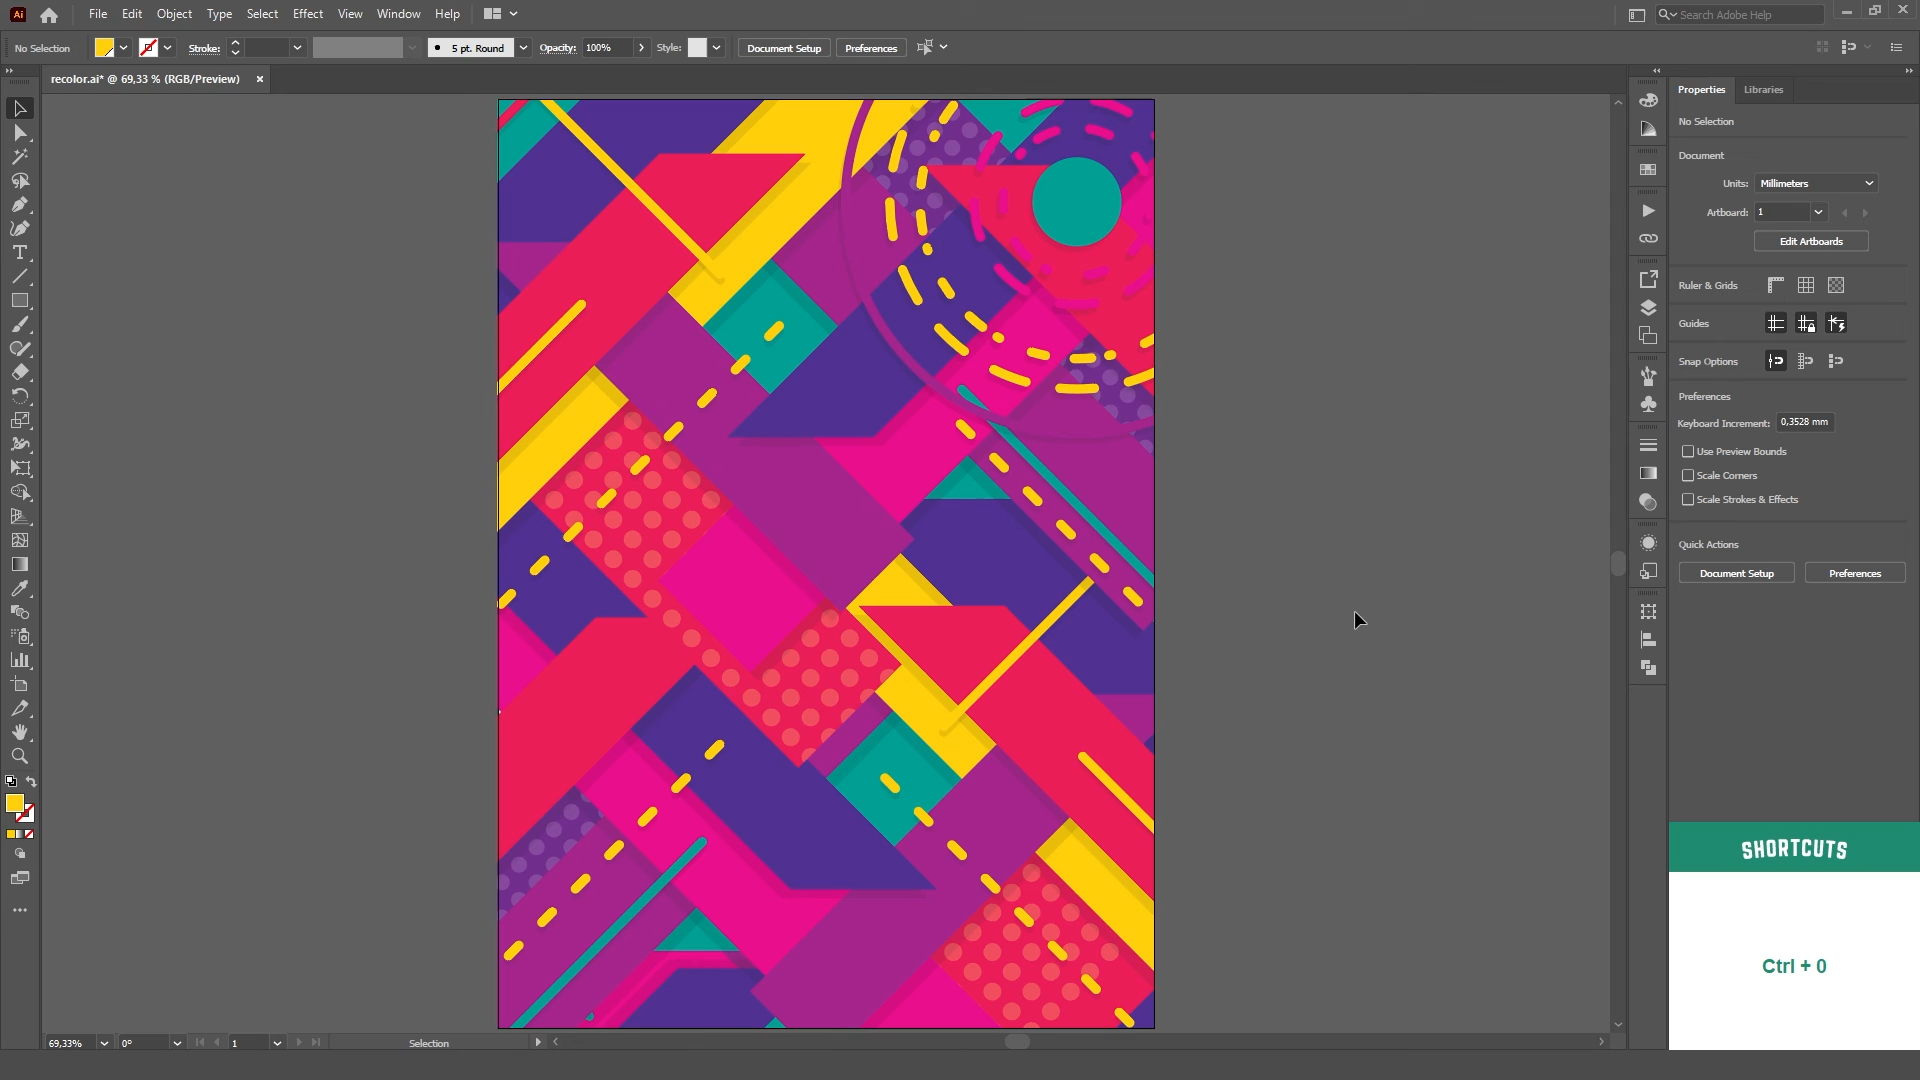 Ai File Edit Object Type Select Effect View Window Help Search Adobe Help
No Selection Stroke: 5 pt. Round Opacity: 100% Style: Document Setup Preferences
recolor.ai* @ 69,33 % (RGB/Preview) ×
Properties Libraries
No Selection
Document
Units: Millimeters
Artboard: 1
Edit Artboards
Ruler & Grids
Guides
Snap Options
Preferences
Keyboard Increment: 0,3528 mm
Use Preview Bounds
Scale Corners
Scale Strokes & Effects
Quick Actions
Document Setup Preferences
SHORTCUTS
Ctrl + 0
69,33% 0° 1 Selection